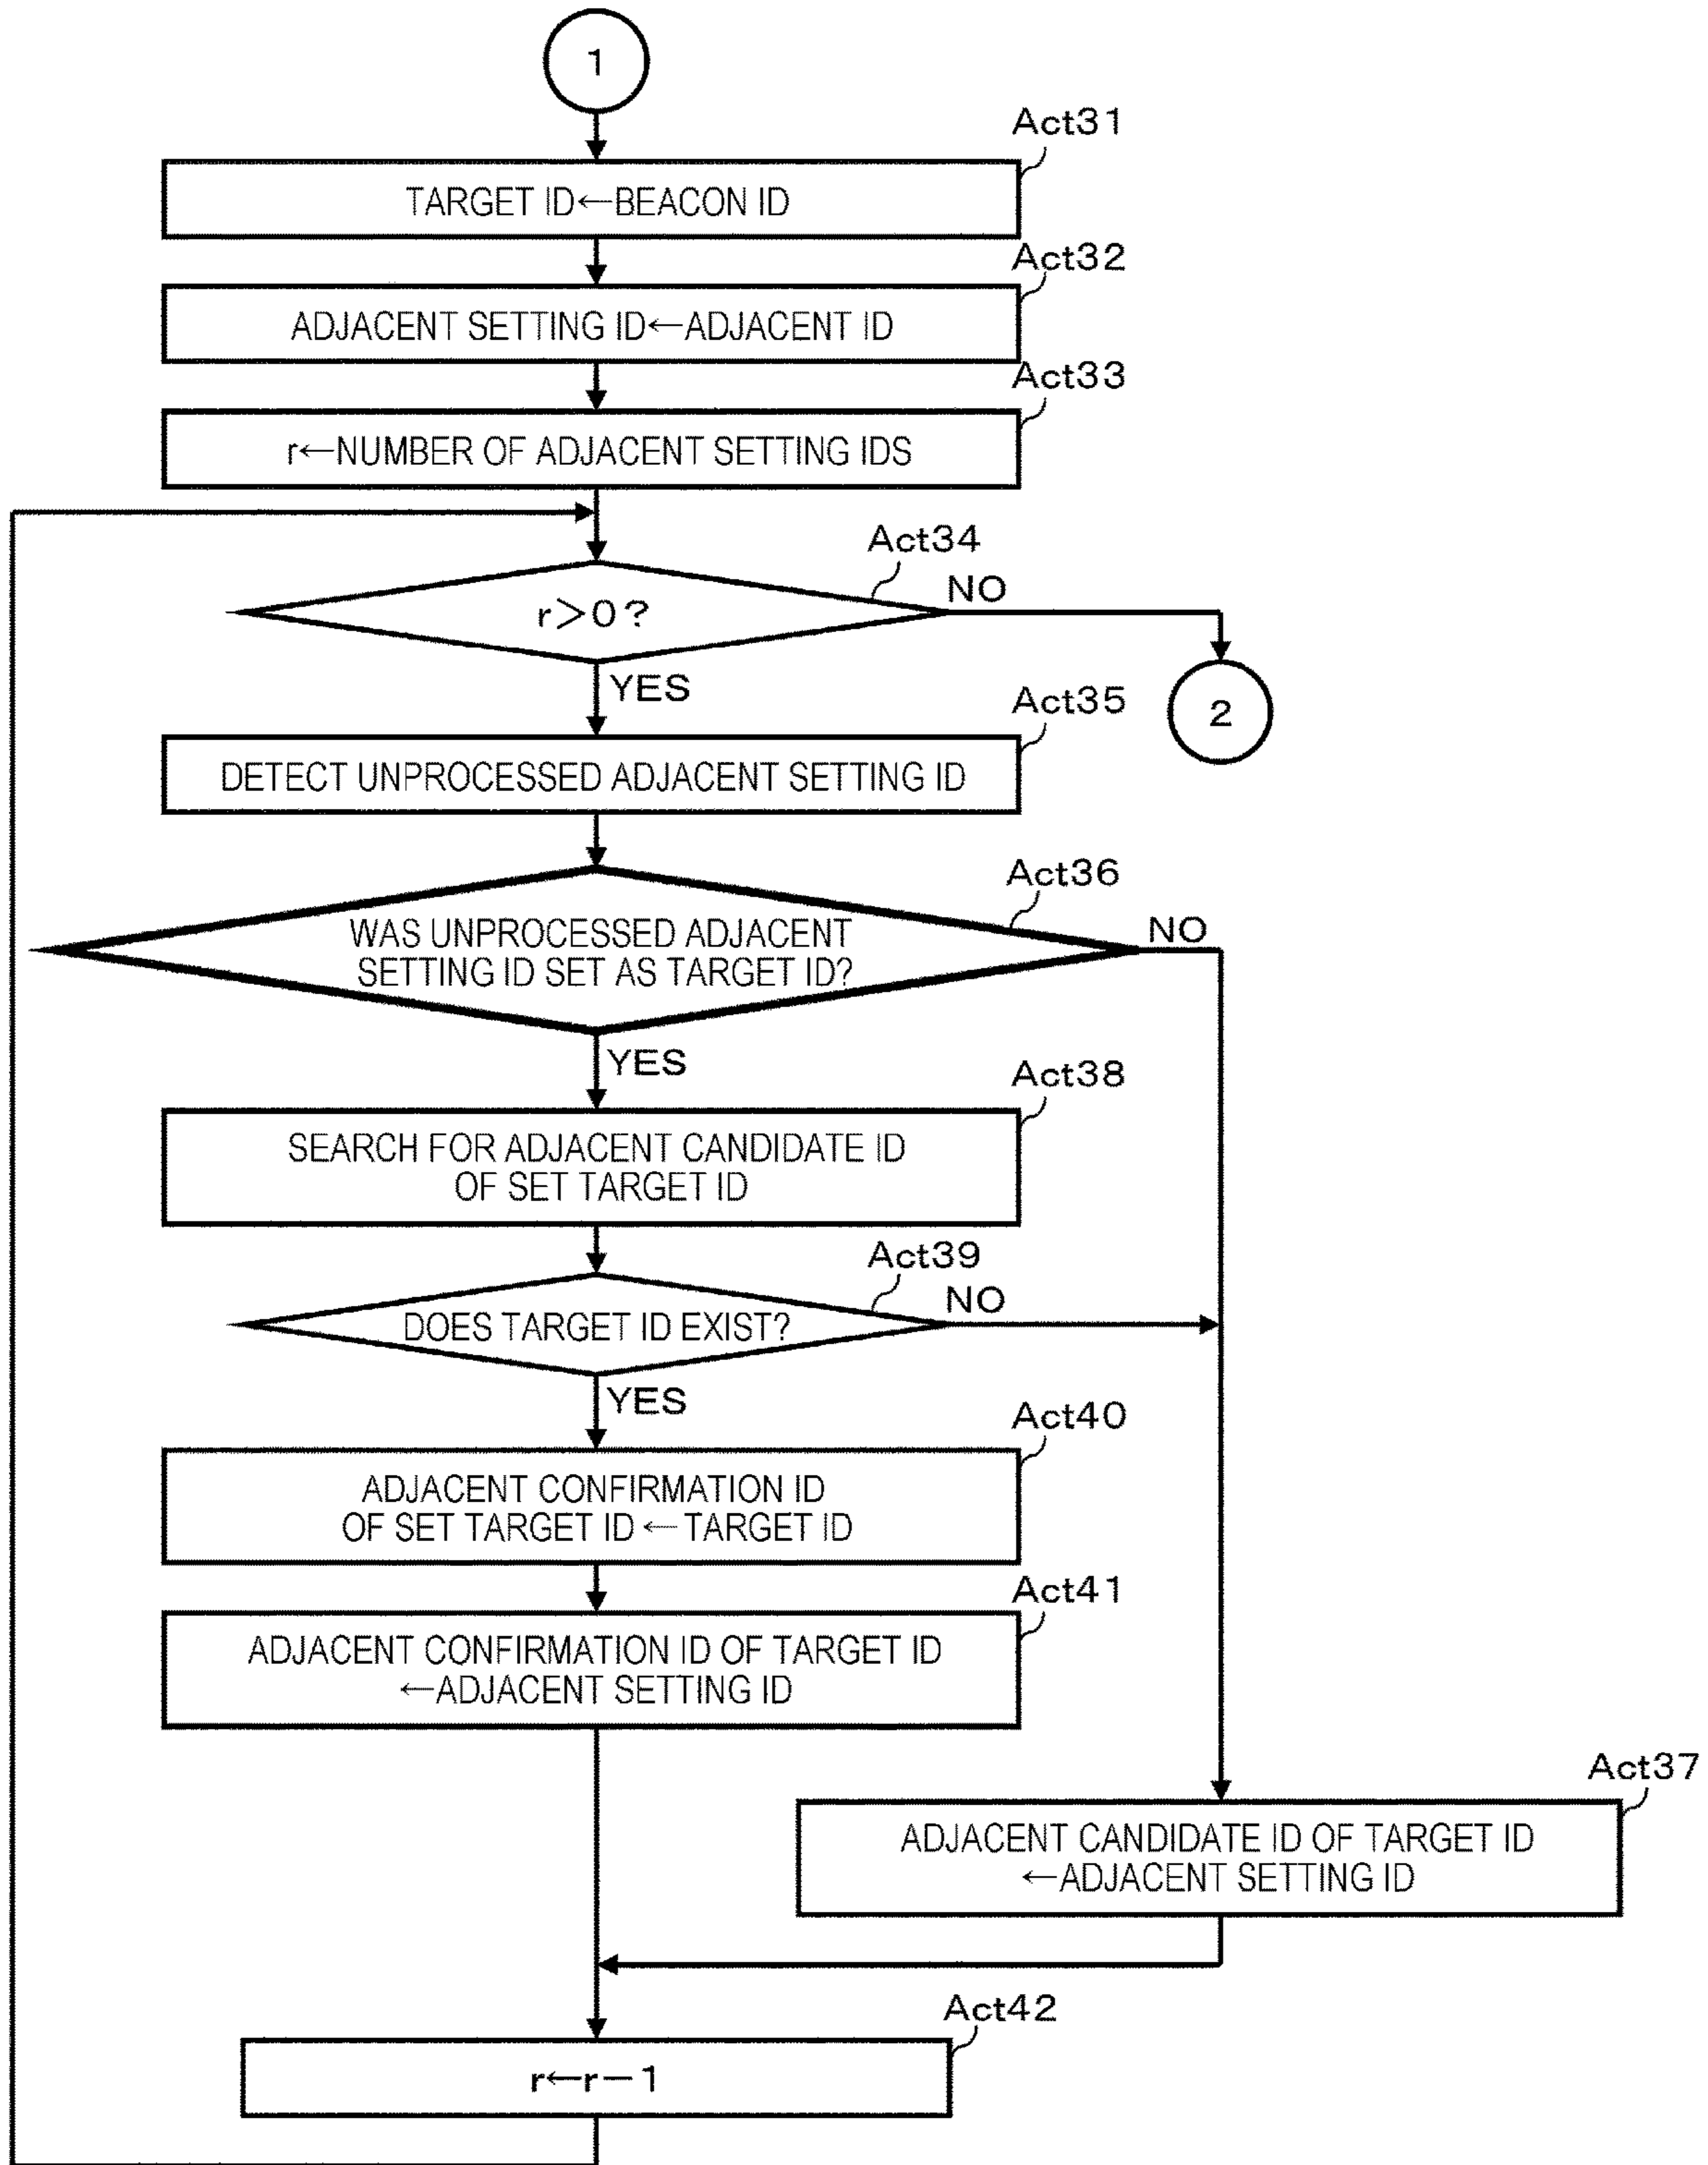 1
Act31
TARGET ID←BEACON ID
Act32
ADJACENT SETTING ID←ADJACENT ID
Act33
r←NUMBER OF ADJACENT SETTING IDS
Act34
r>0?
NO
YES
2
Act35
DETECT UNPROCESSED ADJACENT SETTING ID
Act36
WAS UNPROCESSED ADJACENT
SETTING ID SET AS TARGET ID?
NO
YES
Act38
SEARCH FOR ADJACENT CANDIDATE ID
OF SET TARGET ID
Act39
DOES TARGET ID EXIST?
NO
YES
Act40
ADJACENT CONFIRMATION ID
OF SET TARGET ID←TARGET ID
Act41
ADJACENT CONFIRMATION ID OF TARGET ID
←ADJACENT SETTING ID
Act37
ADJACENT CANDIDATE ID OF TARGET ID
←ADJACENT SETTING ID
Act42
r←r−1